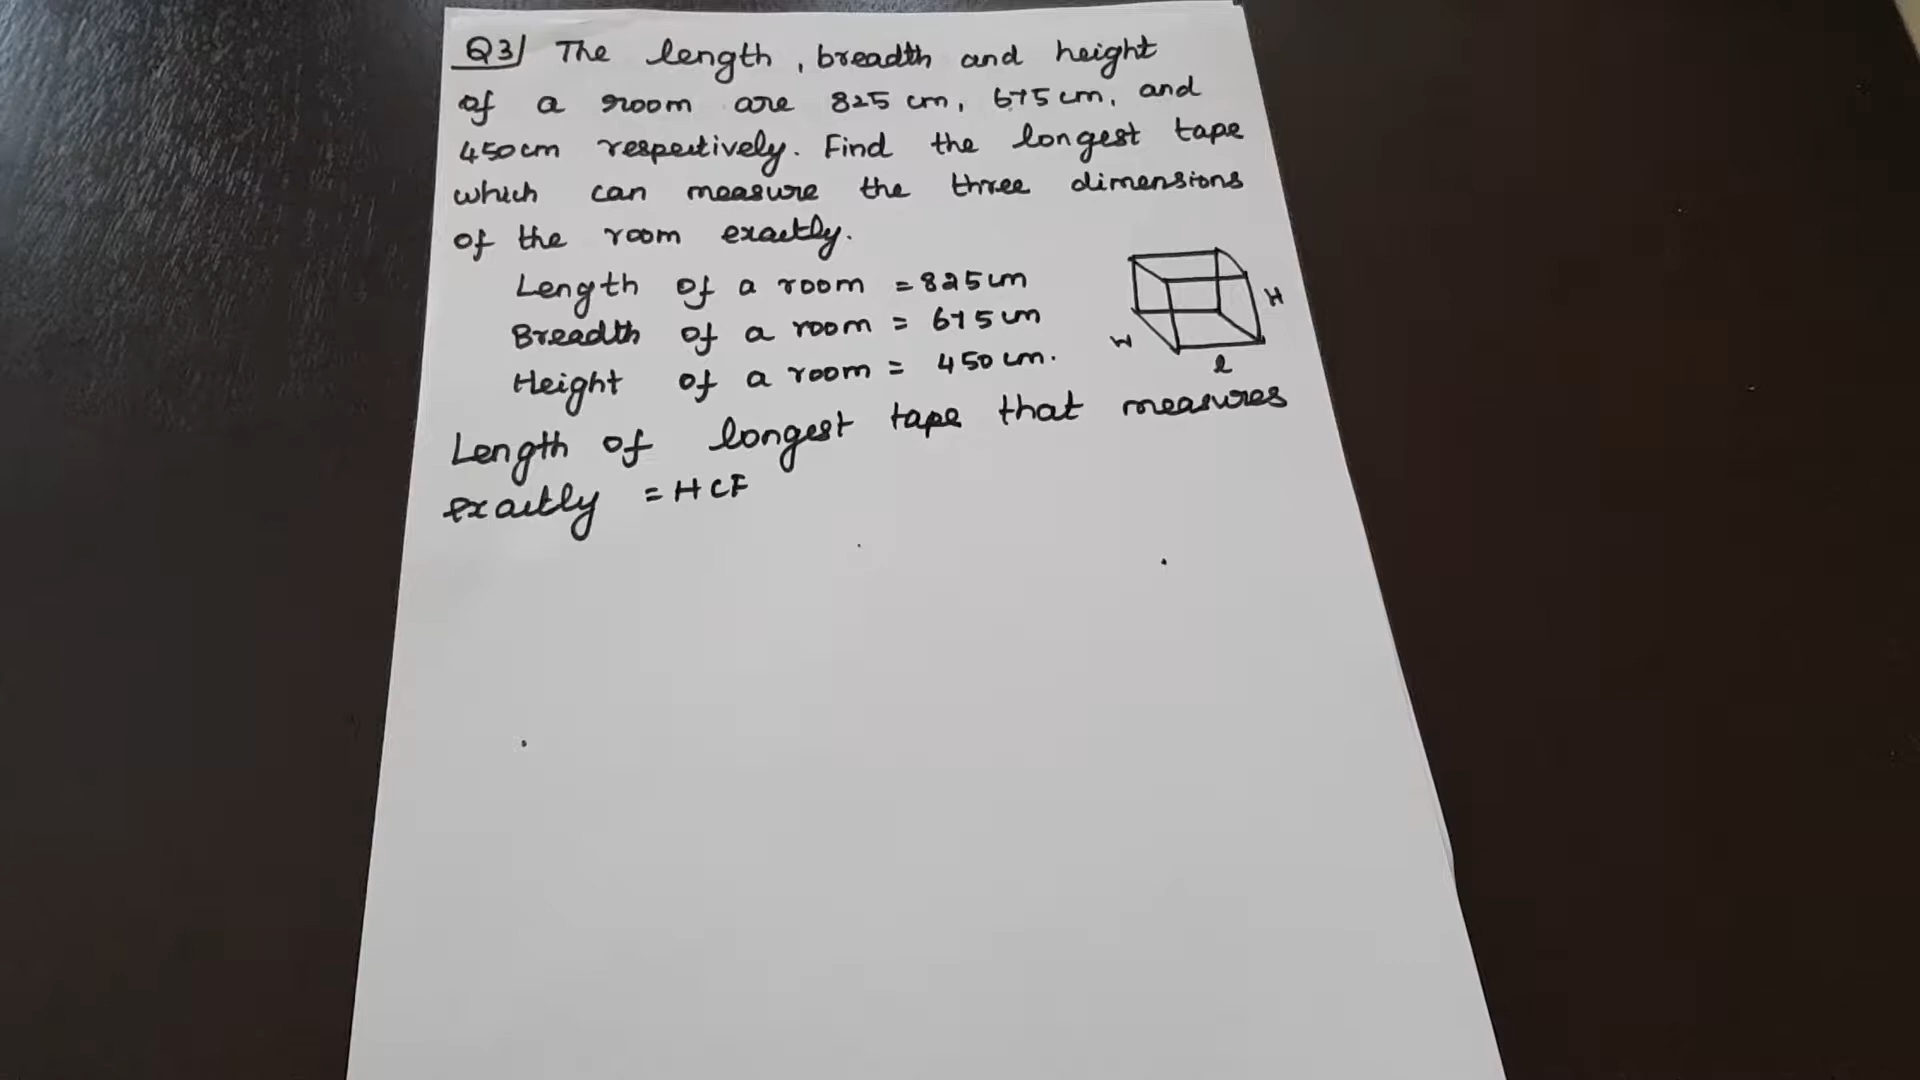 Q3) The length, breadth and height
of a room are 825 cm, 675 cm, and
450cm respectively. Find the longest tape
which can measure the three dimensions
of the room exactly.
Length of a room = 825 cm
Breadth of a room = 675 cm
Height of a room = 450 cm.
H
W
l
Length of longest tape that measures
exactly = HCF